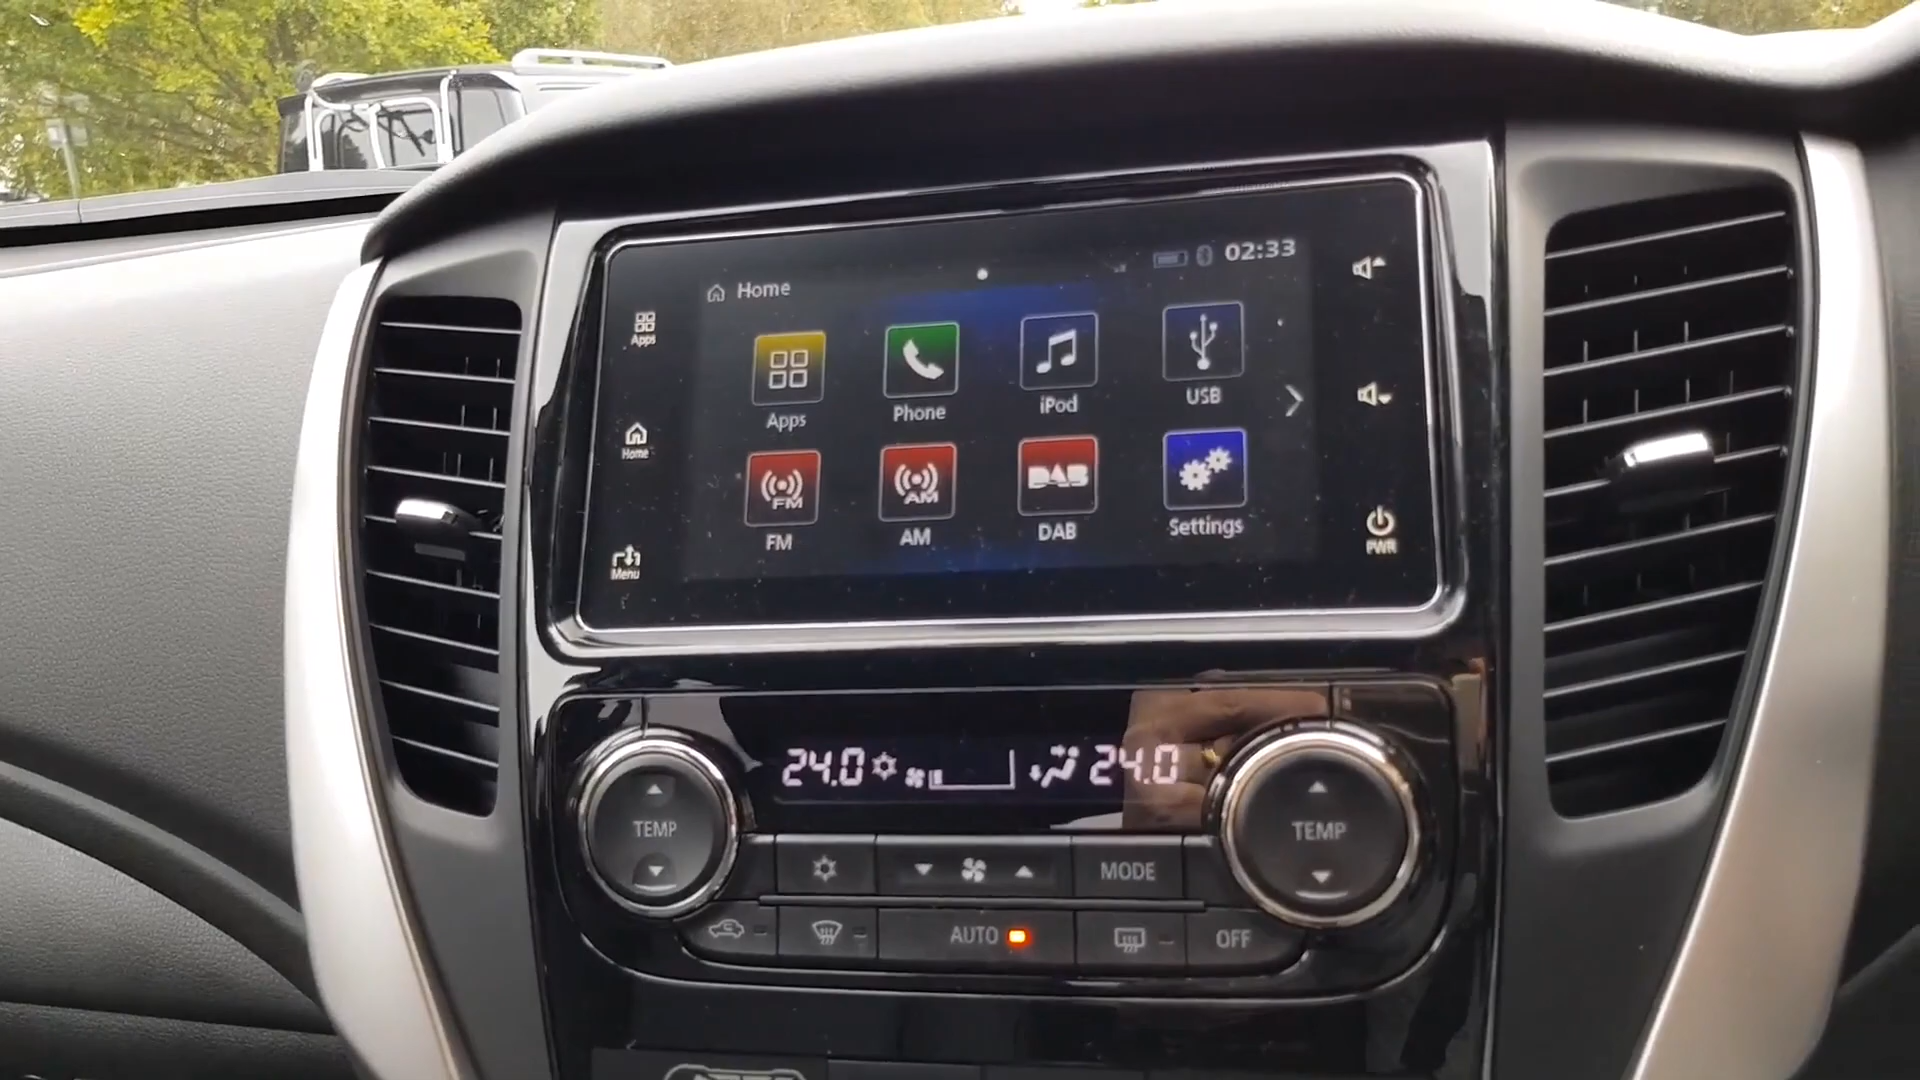 02:33
Home
Apps
Apps
Phone
iPod
USB
Home
FM
AM
DAB
FM
AM
DAB
Settings
Menu
PWR
24.0
24.0
TEMP
TEMP
MODE
AUTO
OFF